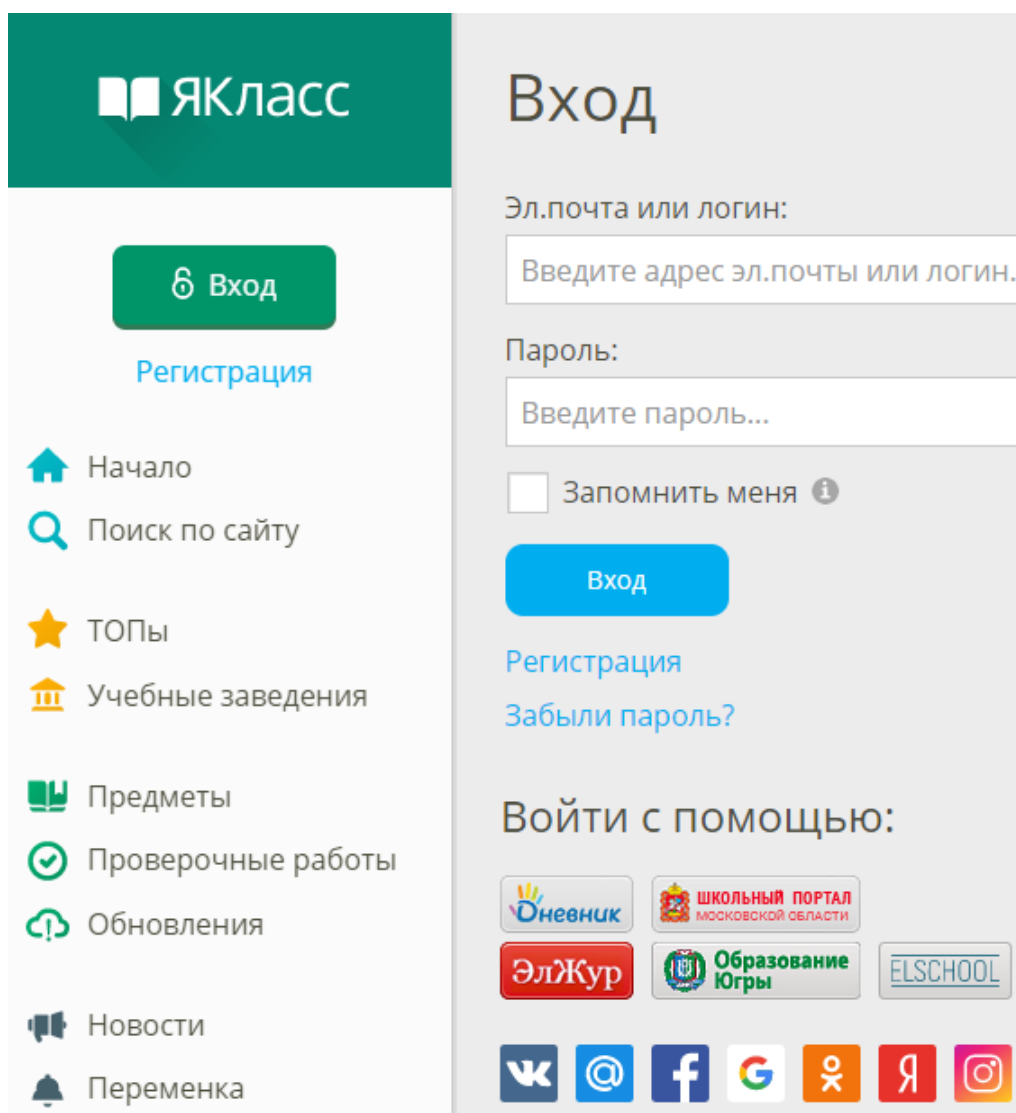 ЯКласс
Вход
Регистрация
Начало
Поиск по сайту
ТОПы
Учебные заведения
Предметы
Проверочные работы
Обновления
Новости
Переменка
Вход
Эл.почта или логин:
Введите адрес эл.почты или логин.
Пароль:
Введите пароль...
Запомнить меня
Вход
Регистрация
Забыли пароль?
Войти с помощью:
Дневник
ШКОЛЬНЫЙ ПОРТАЛ
МОСКОВСКОЙ ОБЛАСТИ
ЭлЖур
Образование
Югры
ELSCHOOL